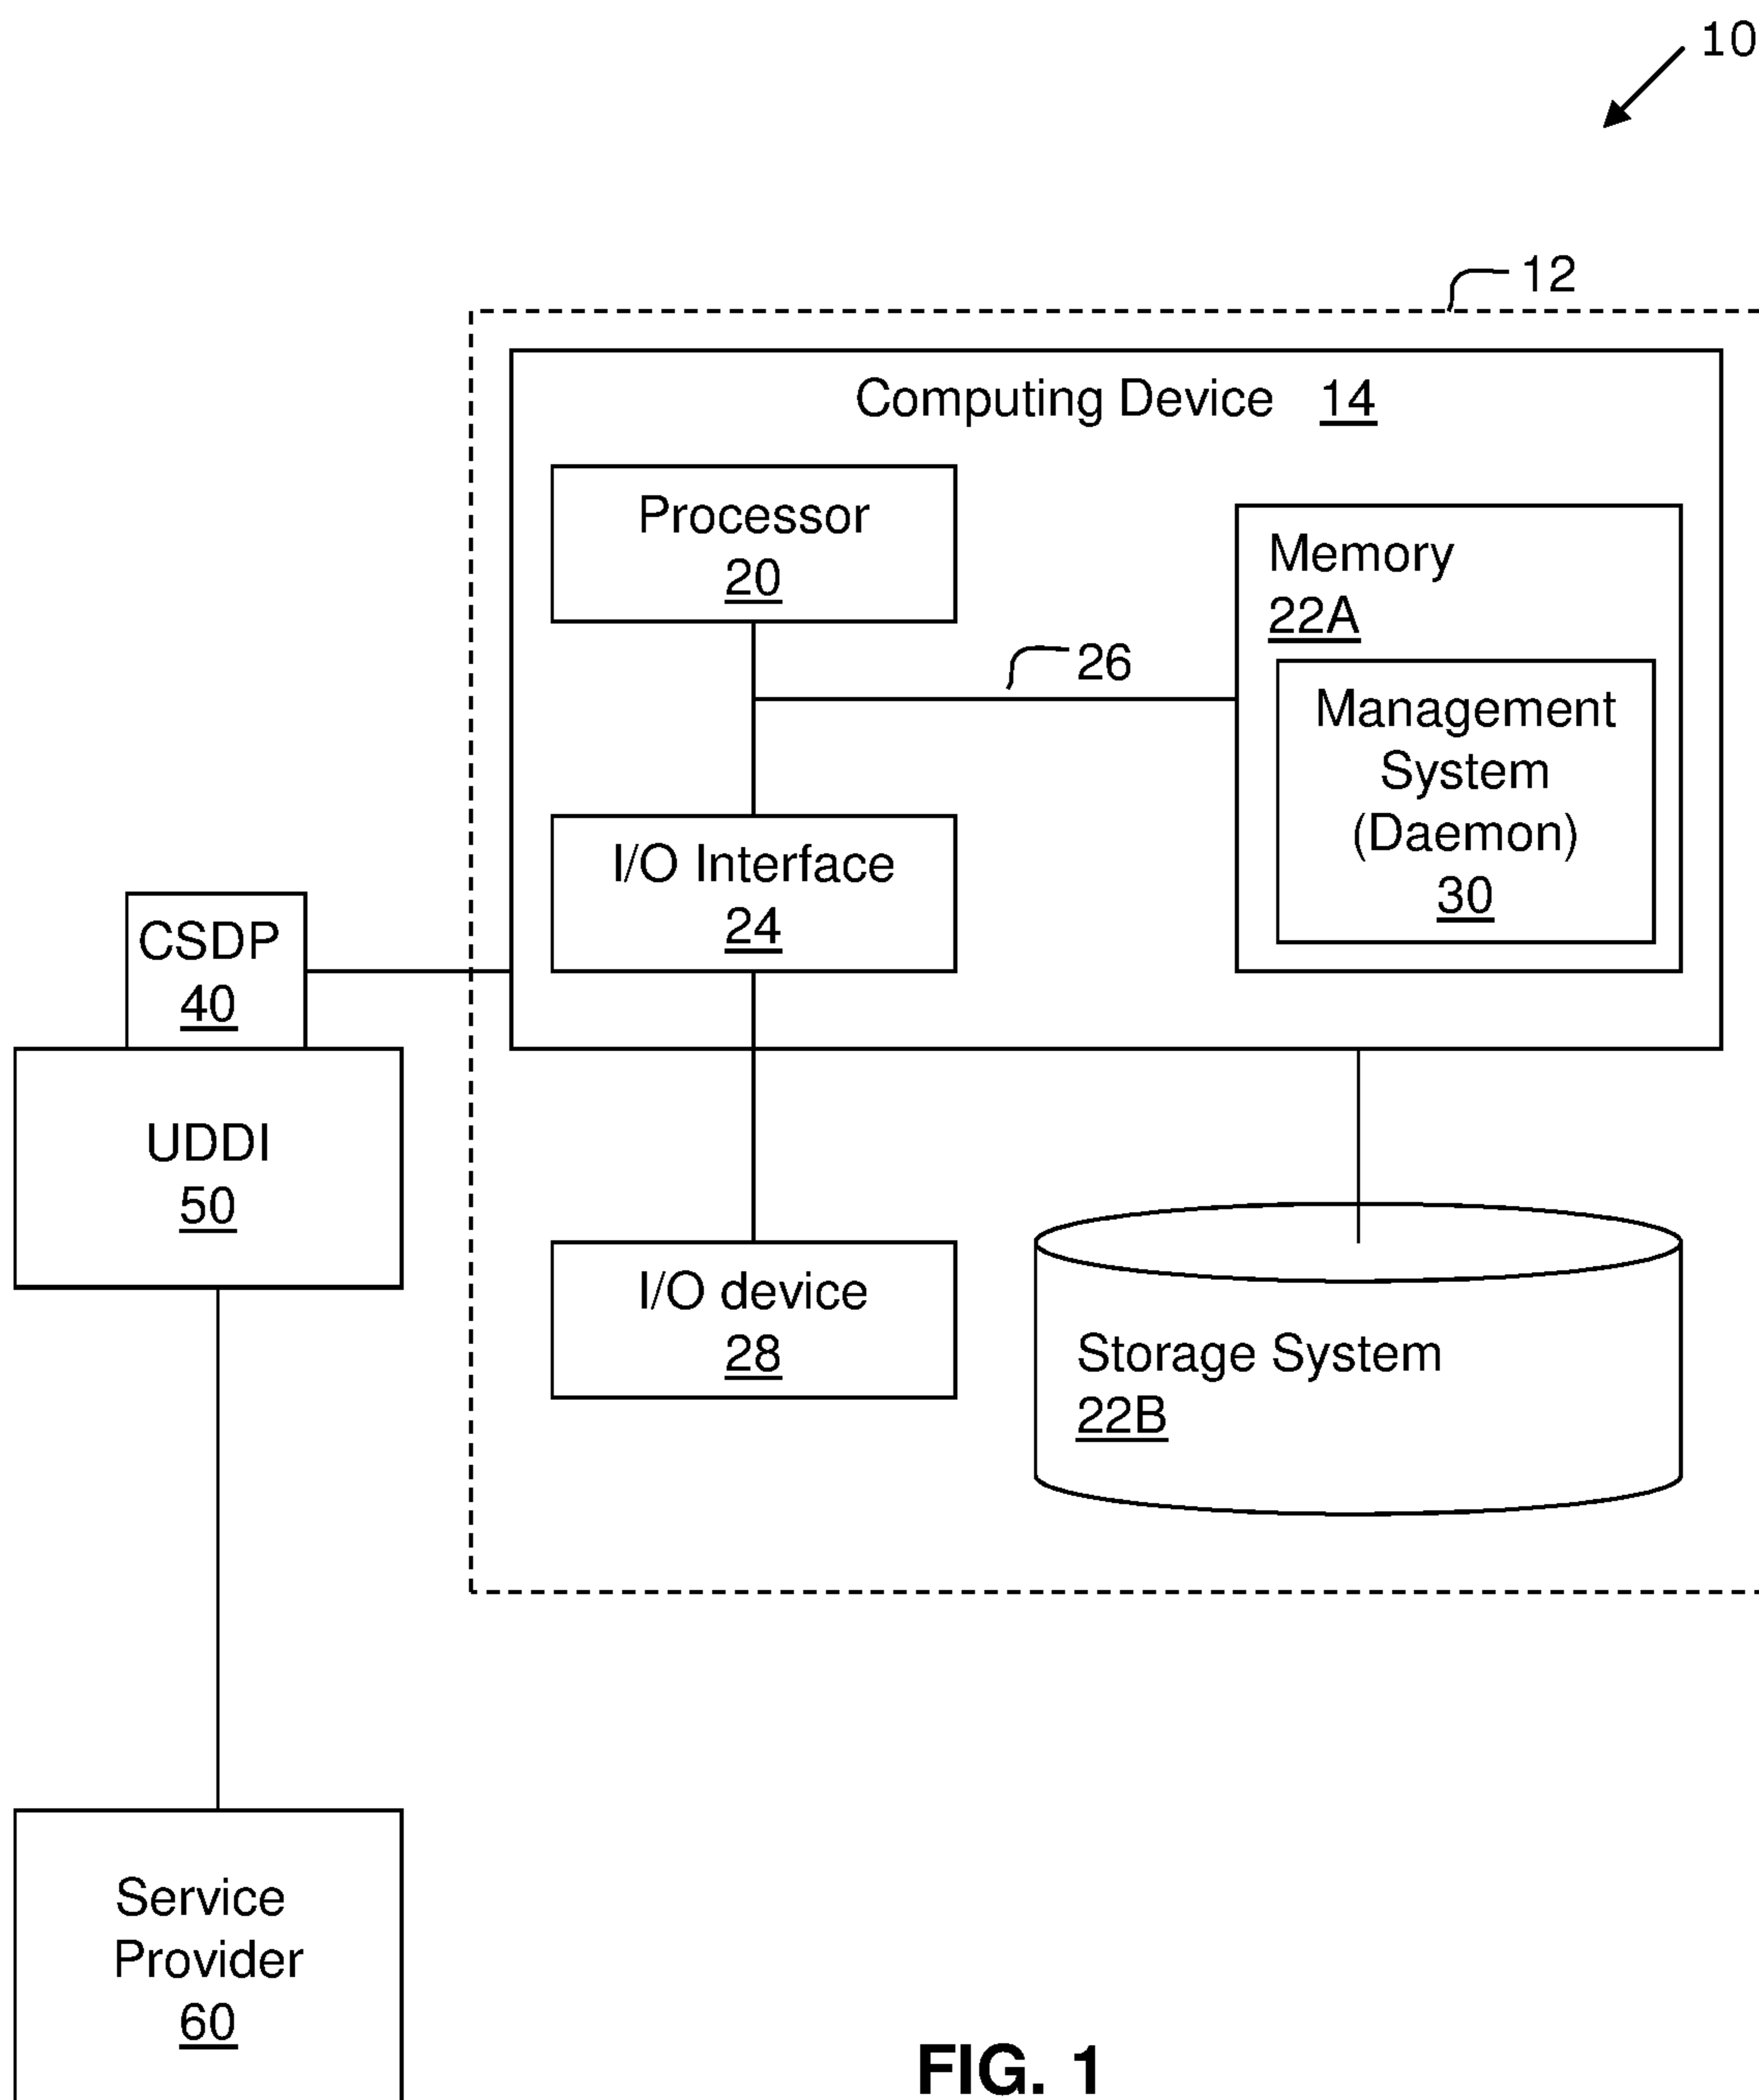 10
12
Computing Device 14
Processor
20
Memory
22A
26
Management
System
(Daemon)
30
I/O Interface
24
CSDP
40
UDDI
50
I/O device
28
Storage System
22B
Service
Provider
60
FIG. 1